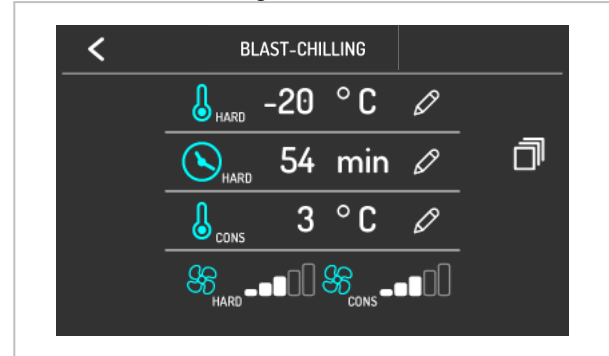 BLAST-CHILLING
HARD -20 °C
HARD 54 min
CONS 3 °C
HARD CONS